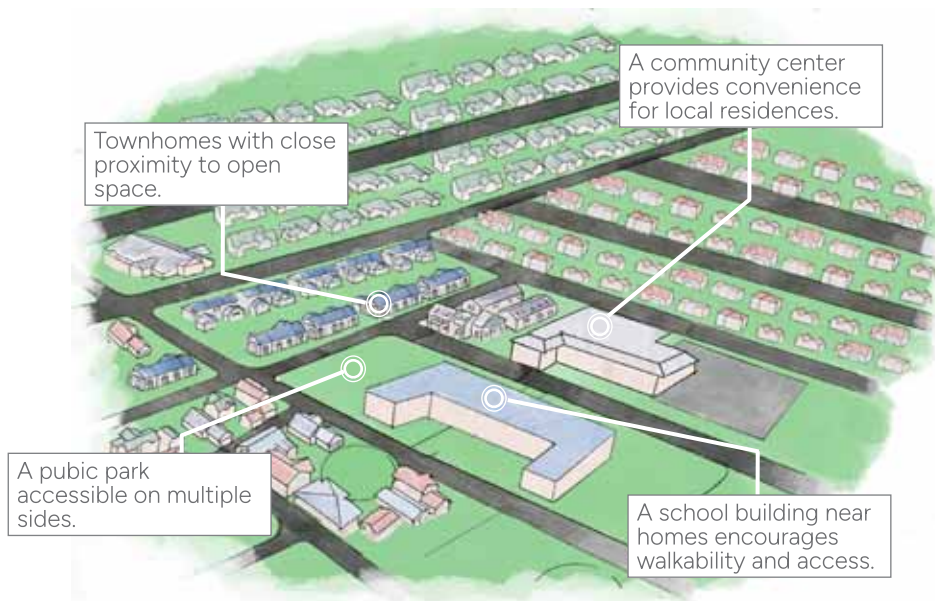 A community center
provides convenience
for local residences.
Townhomes with close
proximity to open
space.
A pubic park
accessible on multiple
sides.
A school building near
homes encourages
walkability and access.